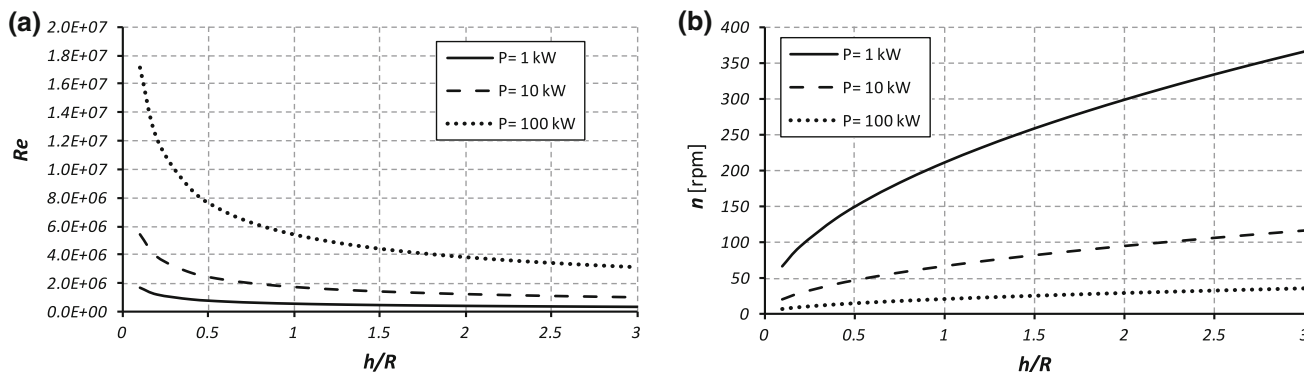 (a)
2.0E+07
1.8E+07
1.6E+07
1.4E+07
1.2E+07
1.0E+07
8.0E+06
6.0E+06
4.0E+06
2.0E+06
0.0E+00
Re
P= 1 kW
P= 10 kW
P= 100 kW
0 0.5 1 1.5 2 2.5 3
h/R
(b)
400
350
300
250
200
150
100
50
0
n [rpm]
P= 1 kW
P= 10 kW
P= 100 kW
0 0.5 1 1.5 2 2.5 3
h/R